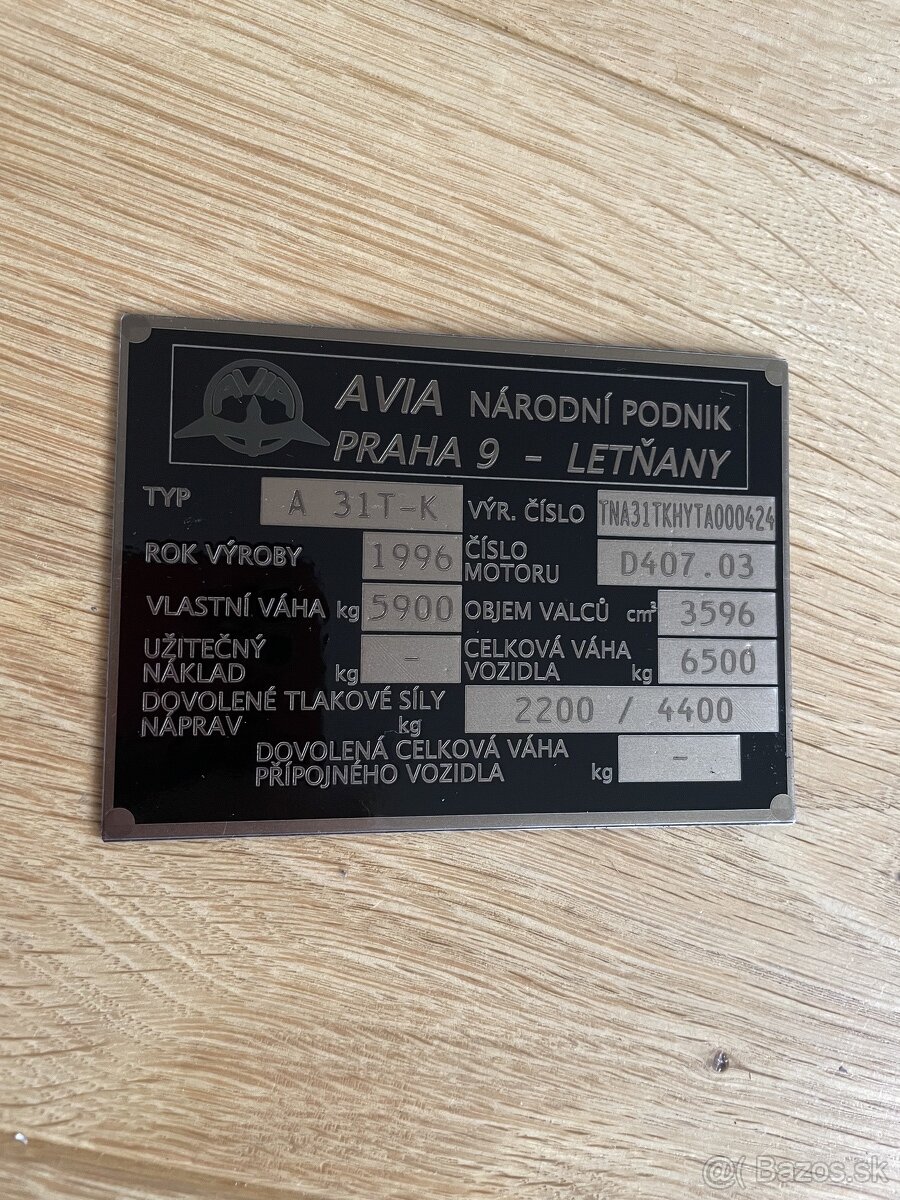 AVIA
AVIA NÁRODNÍ PODNIK
PRAHA 9 - LETŇANY
TYP A 31T-K VÝR. ČÍSLO TNA31TKHYTA000424
ROK VÝROBY 1996 ČÍSLO MOTORU D407.03
VLASTNÍ VÁHA kg 5900 OBJEM VALCŮ cm³ 3596
UŽITEČNÝ NÁKLAD kg - CELKOVÁ VÁHA VOZIDLA kg 6500
DOVOLENÉ TLAKOVÉ SÍLY NÁPRAV kg 2200 / 4400
DOVOLENÁ CELKOVÁ VÁHA PŘÍPOJNÉHO VOZIDLA kg -
@( Bazos.sk